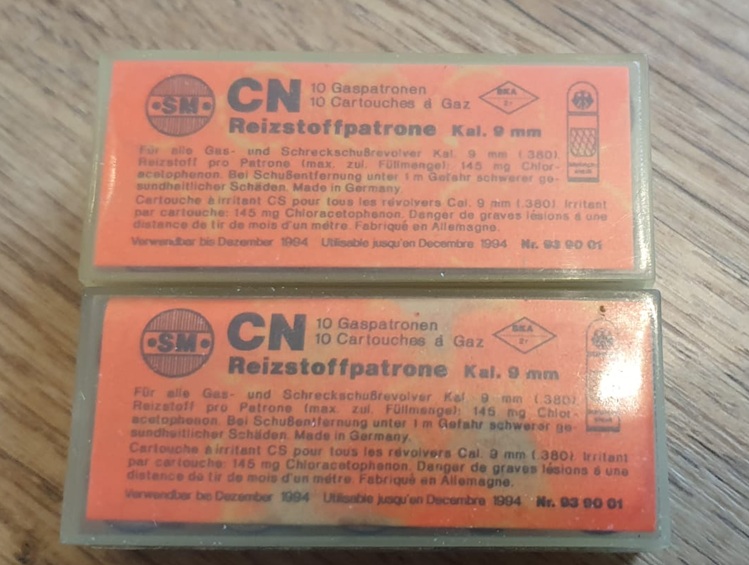 SM
CN
10 Gaspatronen
10 Cartouches á Gaz
BKA
Reizstoffpatrone Kal. 9 mm
Für alle Gas- und Schreckschußrevolver Kal. 9 mm (.380).
Reizstoff pro Patrone (max. zul. Füllmenge): 145 mg Chlor-
acetophenon. Bei Schußentfernung unter 1 m Gefahr schwerer ge-
sundheitlicher Schäden. Made in Germany.
Cartouche à irritant CS pour tous les révolvers Cal. 9 mm (.380). Irritant
par cartouche: 145 mg Chloracetophenon. Danger de graves lésions á une
distance de tir de mois d'un métre. Fabriqué en Allemagne.
Verwendbar bis Dezember 1994 Utilisable jusqu'en Decembre 1994 Nr. 93 90 01
SM
CN
10 Gaspatronen
10 Cartouches á Gaz
BKA
Reizstoffpatrone Kal. 9 mm
Für alle Gas- und Schreckschußrevolver Kal. 9 mm (.380).
Reizstoff pro Patrone (max. zul. Füllmenge): 145 mg Chlor-
acetophenon. Bei Schußentfernung unter 1 m Gefahr schwerer ge-
sundheitlicher Schäden. Made in Germany.
Cartouche à irritant CS pour tous les révolvers Cal. 9 mm (.380). Irritant
par cartouche: 145 mg Chloracetophenon. Danger de graves lésions á une
distance de tir de mois d'un métre. Fabriqué en Allemagne.
Verwendbar bis Dezember 1994 Utilisable jusqu'en Decembre 1994 Nr. 93 90 01